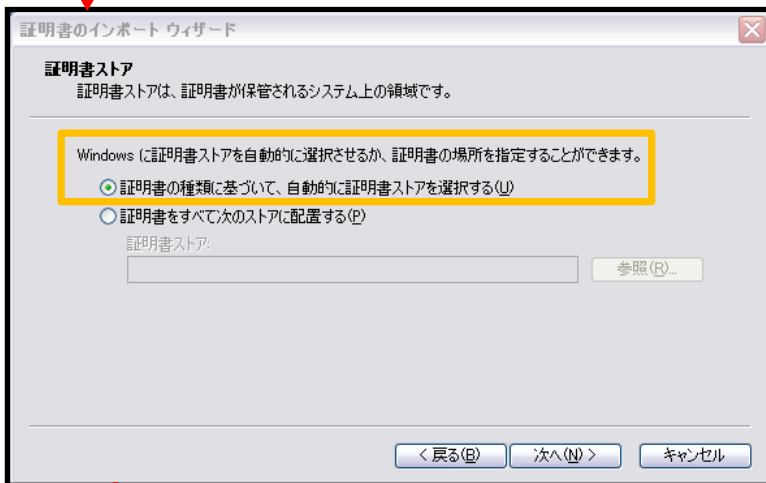 証明書のインポート ウィザード
証明書ストア
証明書ストアは、証明書が保管されるシステム上の領域です。
Windows に証明書ストアを自動的に選択させるか、証明書の場所を指定することができます。
証明書の種類に基づいて、自動的に証明書ストアを選択する(U)
証明書をすべて次のストアに配置する(P)
証明書ストア:
参照(R)...
< 戻る(B)
次へ(N) >
キャンセル